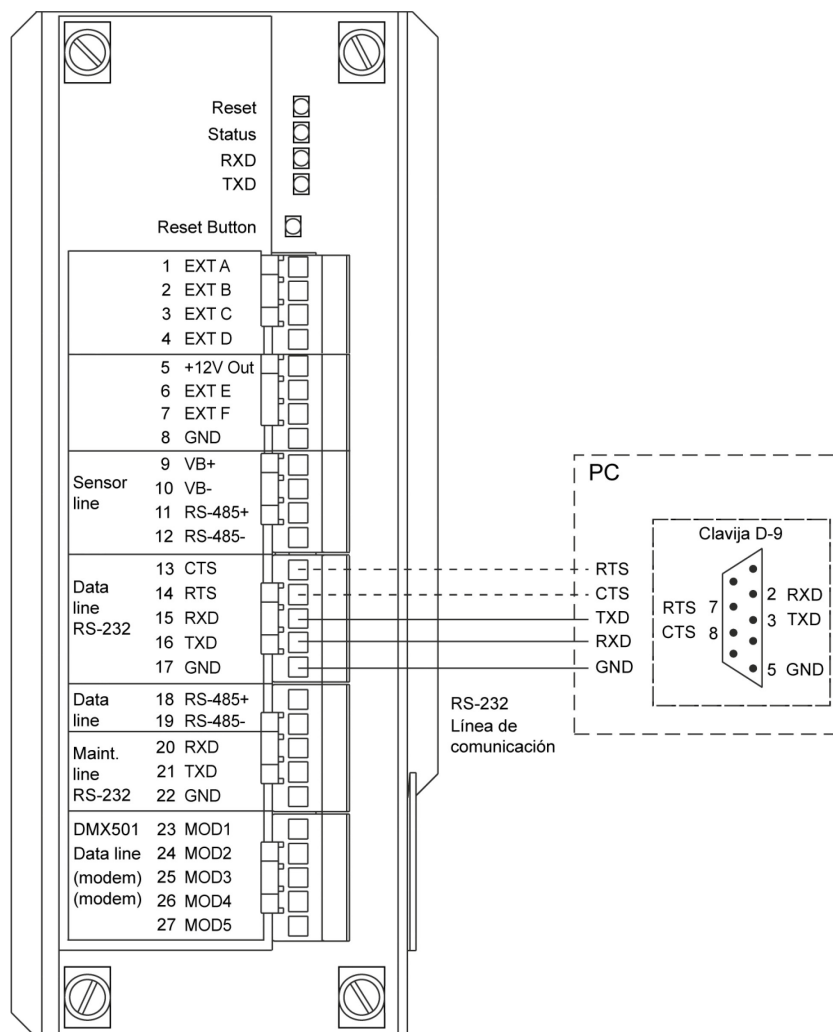 Reset
Status
RXD
TXD
Reset Button
1 EXT A
2 EXT B
3 EXT C
4 EXT D
5 +12V Out
6 EXT E
7 EXT F
8 GND
Sensor line
9 VB+
10 VB-
11 RS-485+
12 RS-485-
Data line RS-232
13 CTS
14 RTS
15 RXD
16 TXD
17 GND
Data line
18 RS-485+
19 RS-485-
Maint. line RS-232
20 RXD
21 TXD
22 GND
DMX501 23 MOD1
Data line 24 MOD2
(modem) 25 MOD3
(modem) 26 MOD4
27 MOD5
RTS
CTS
TXD
RXD
GND
RS-232
Línea de
comunicación
PC
Clavija D-9
RTS 7
CTS 8
2 RXD
3 TXD
5 GND